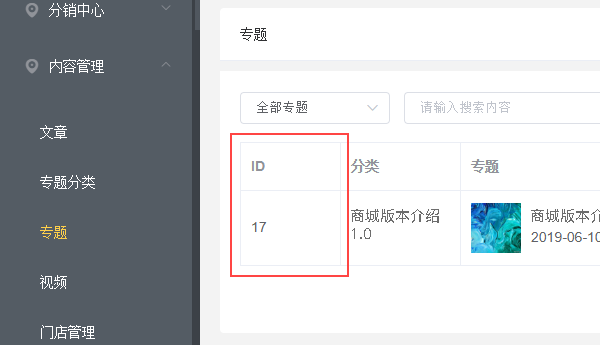 分销中心
内容管理
文章
专题分类
专题
视频
门店管理
专题
全部专题
请输入搜索内容
ID
分类
专题
17
商城版本介绍
1.0
商城版本介
2019-06-10